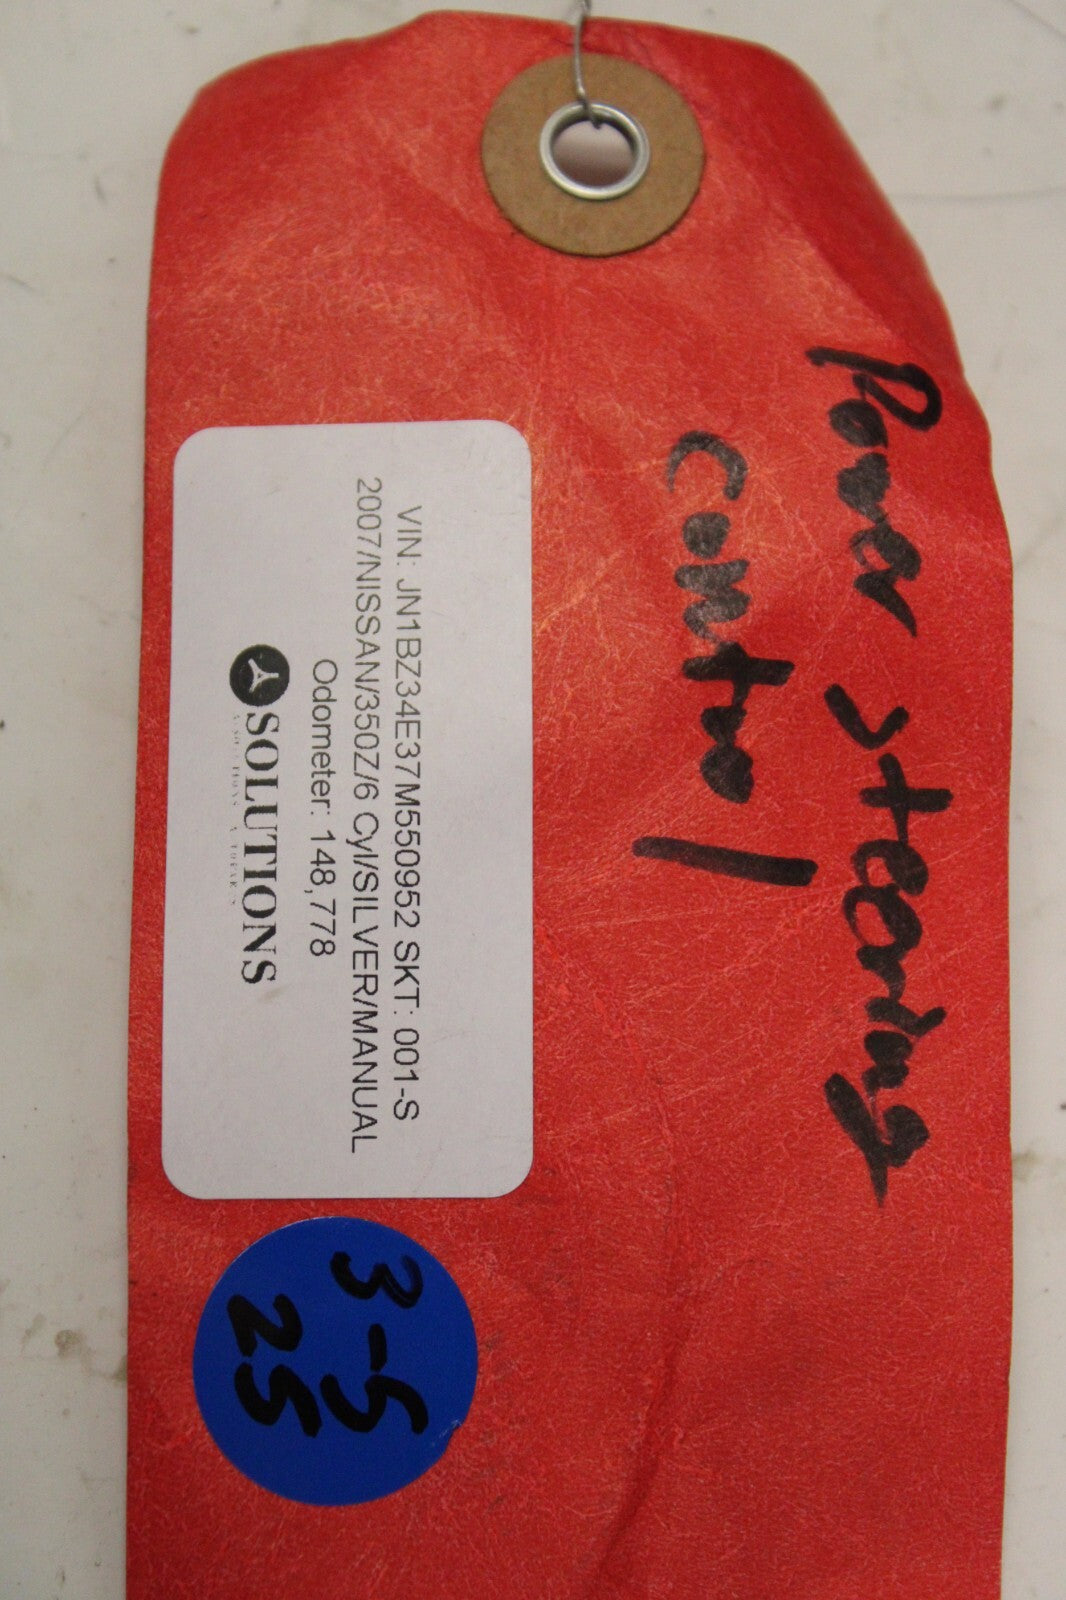 Power Steering
Control
VIN: JN1BZ34E37M550952 SKT: 001-S
2007/NISSAN/350Z/6 Cyl/SILVER/MANUAL
Odometer: 148,778
SOLUTIONS
3-5
25